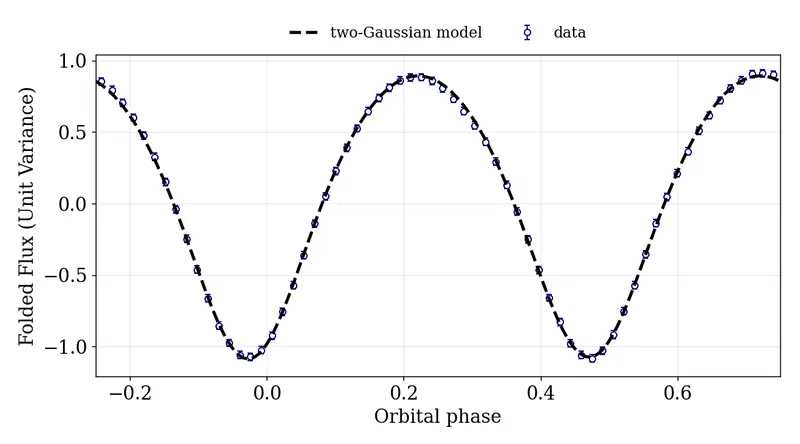 two-Gaussian model
data
Folded Flux (Unit Variance)
1.0
0.5
0.0
−0.5
−1.0
−0.2
0.0
0.2
0.4
0.6
Orbital phase